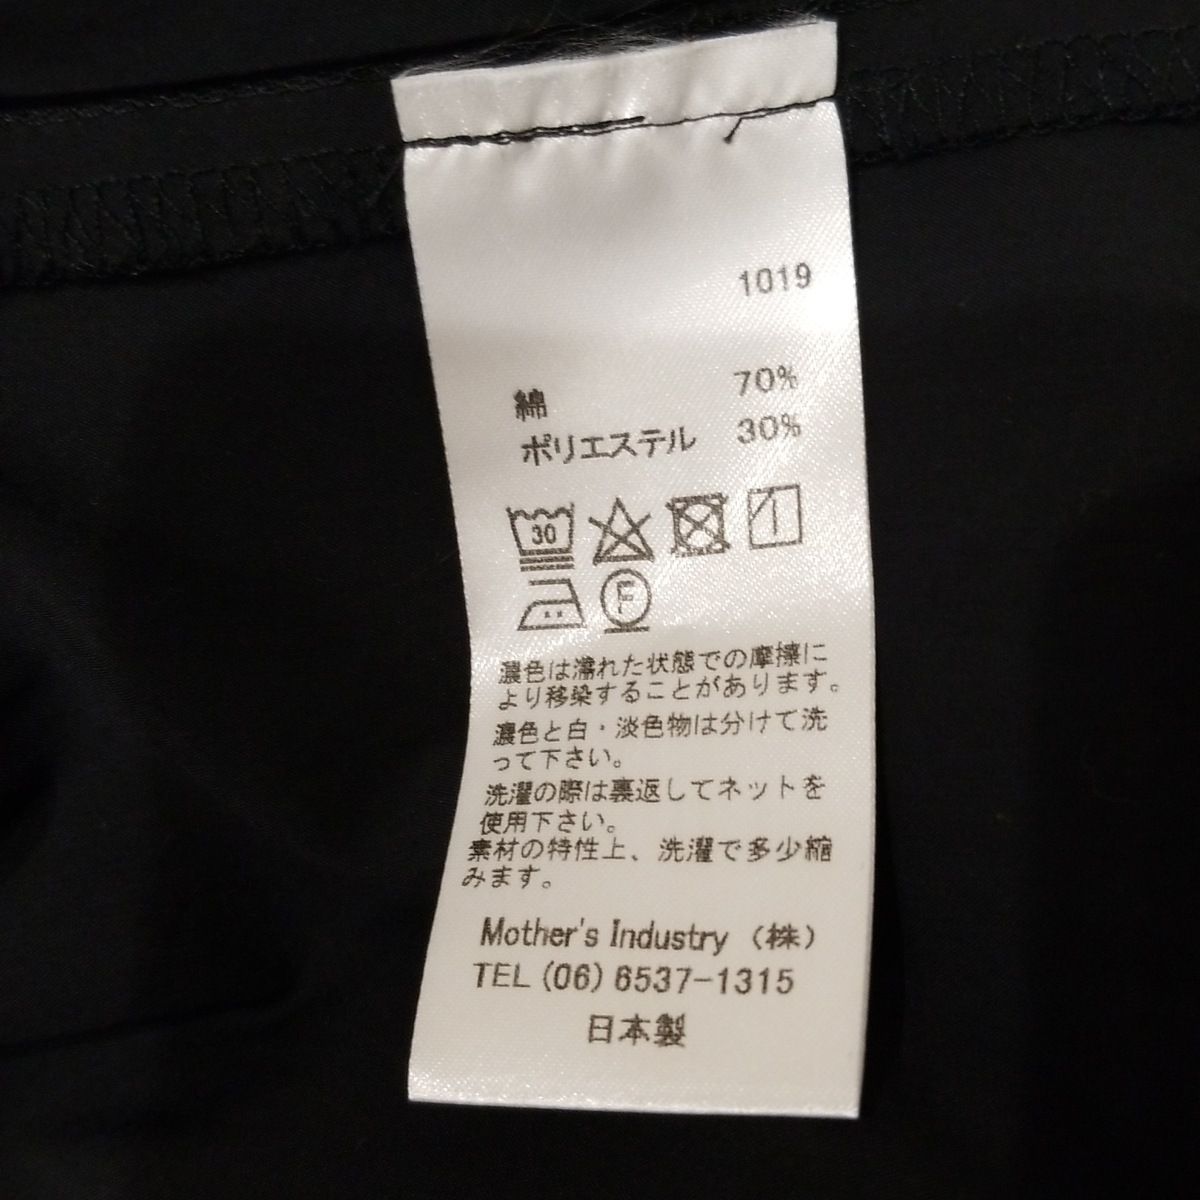 1019
綿 70%
ポリエステル 30%
30
F
濃色は濡れた状態での摩擦に
より移染することがあります。
濃色と白・淡色物は分けて洗
って下さい。
洗濯の際は裏返してネットを
使用下さい。
素材の特性上、洗濯で多少縮
みます。
Mother's Industry (株)
TEL (06) 6537-1315
日本製